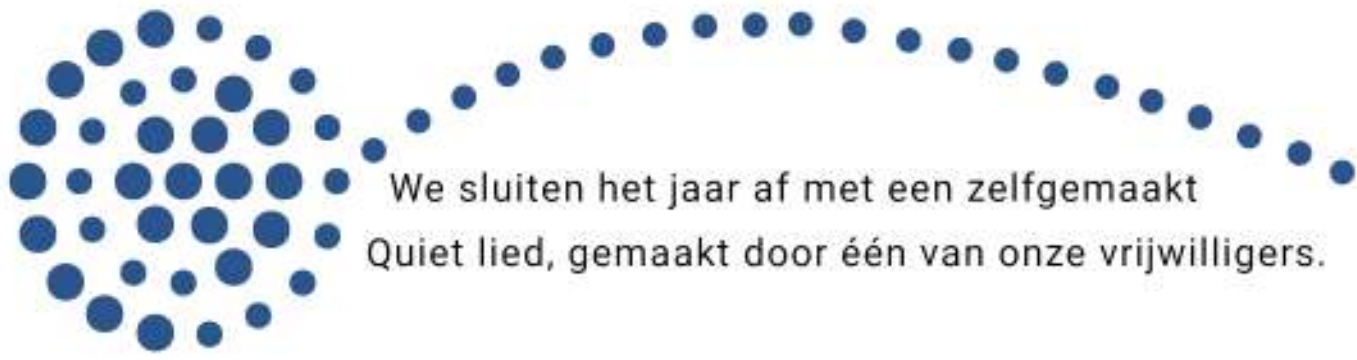 We sluiten het jaar af met een zelfgemaakt
Quiet lied, gemaakt door één van onze vrijwilligers.